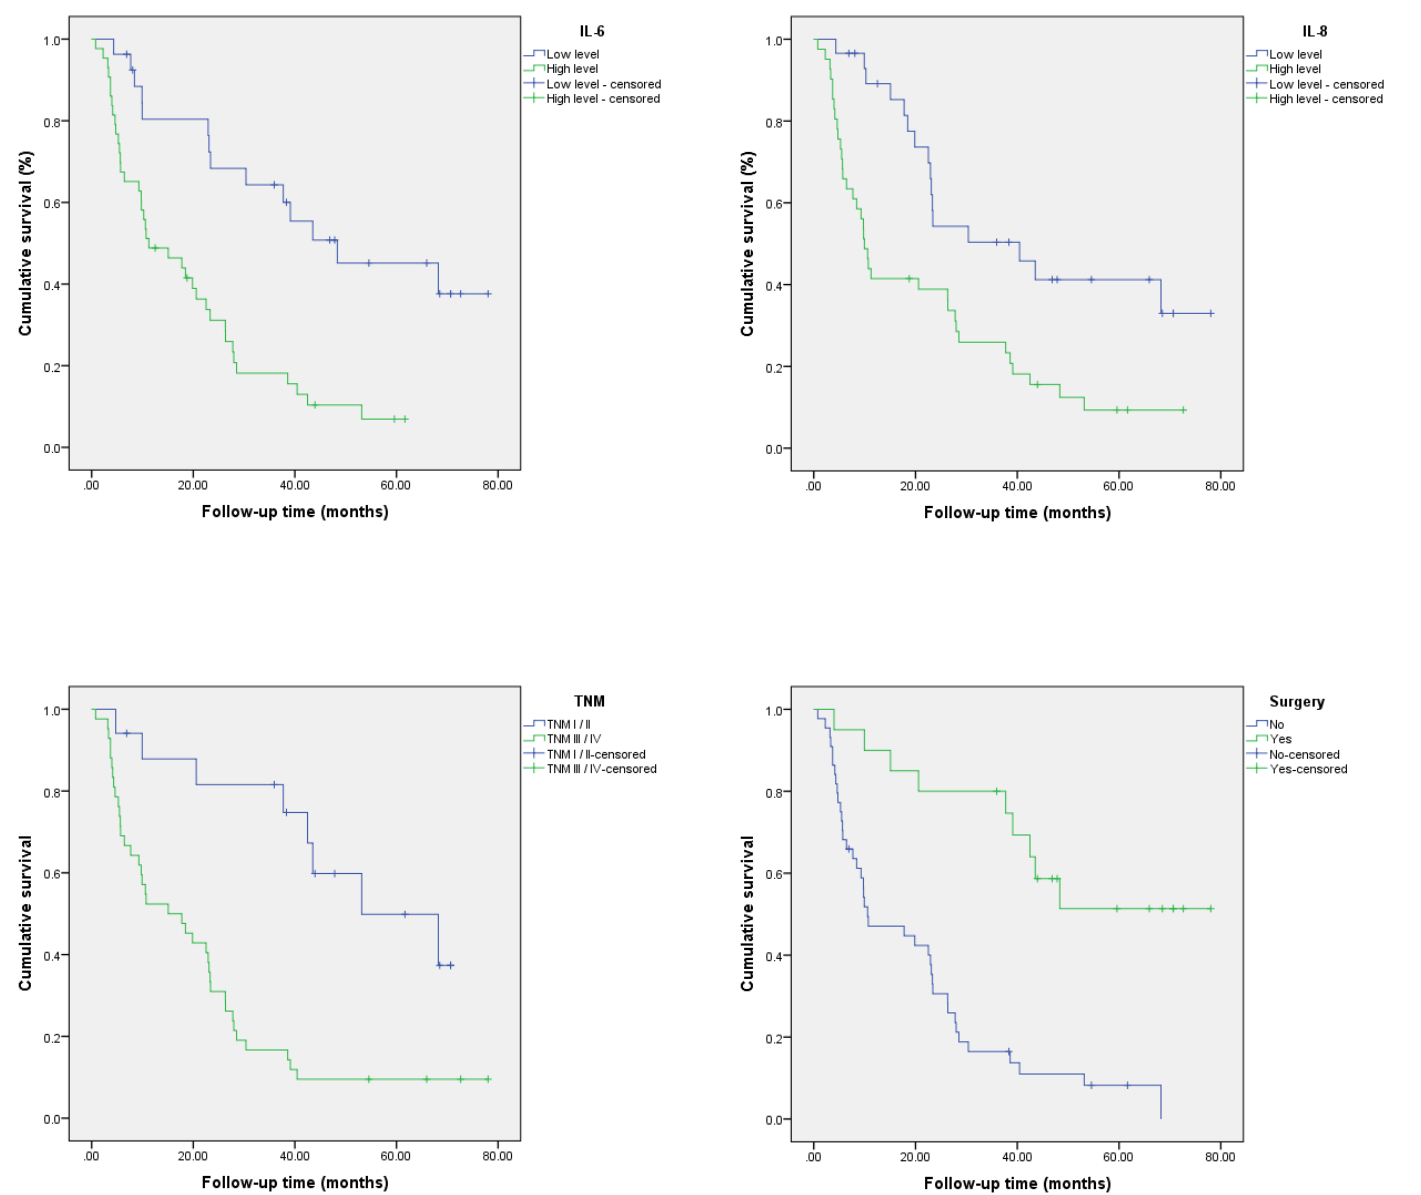 IL-6
Low level
High level
Low level - censored
High level - censored
1.0
0.8
0.6
0.4
0.2
0.0
Cumulative survival (%)
.00 20.00 40.00 60.00 80.00
Follow-up time (months)
IL-8
Low level
High level
Low level - censored
High level - censored
1.0
0.8
0.6
0.4
0.2
0.0
Cumulative survival (%)
.00 20.00 40.00 60.00 80.00
Follow-up time (months)
TNM
TNM I / II
TNM III / IV
TNM I / II-censored
TNM III / IV-censored
1.0
0.8
0.6
0.4
0.2
0.0
Cumulative survival
.00 20.00 40.00 60.00 80.00
Follow-up time (months)
Surgery
No
Yes
No-censored
Yes-censored
1.0
0.8
0.6
0.4
0.2
0.0
Cumulative survival
.00 20.00 40.00 60.00 80.00
Follow-up time (months)